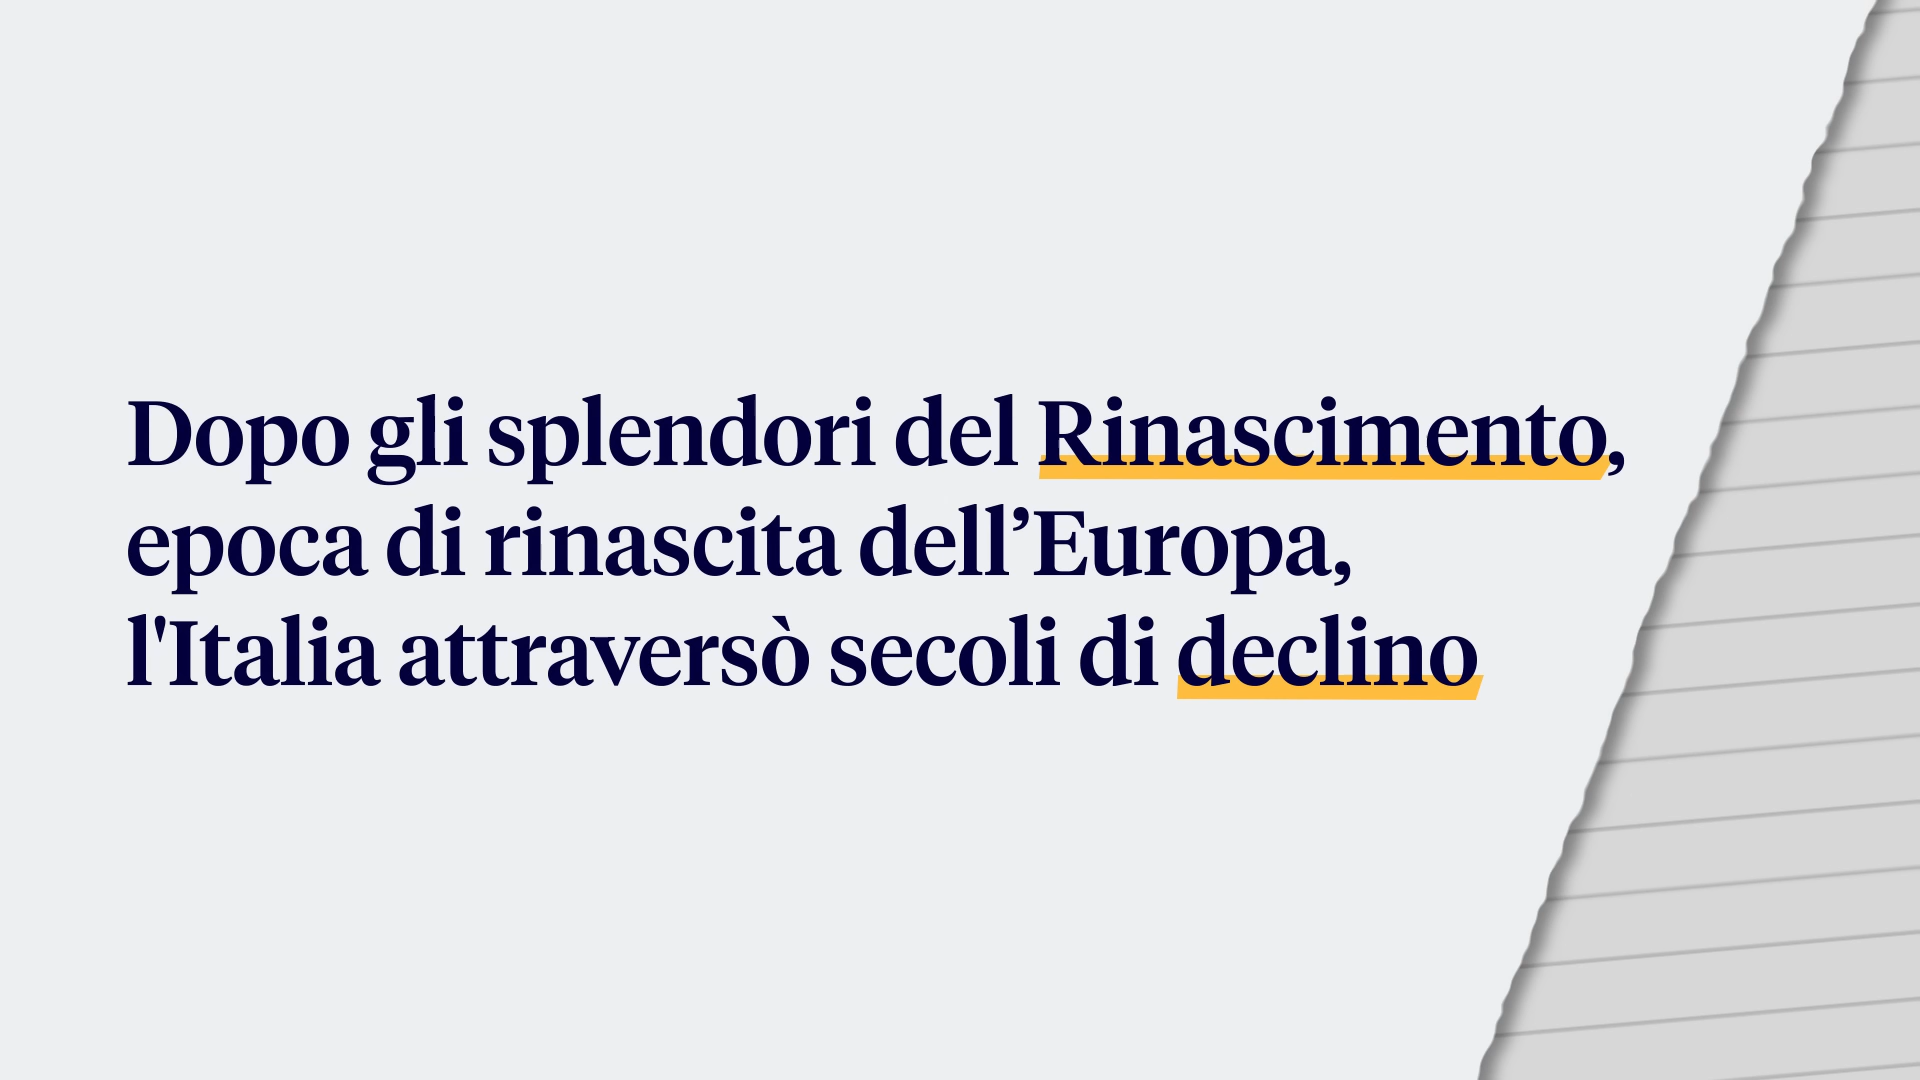 Dopo gli splendori del Rinascimento,
epoca di rinascita dell’Europa,
l'Italia attraversò secoli di declino